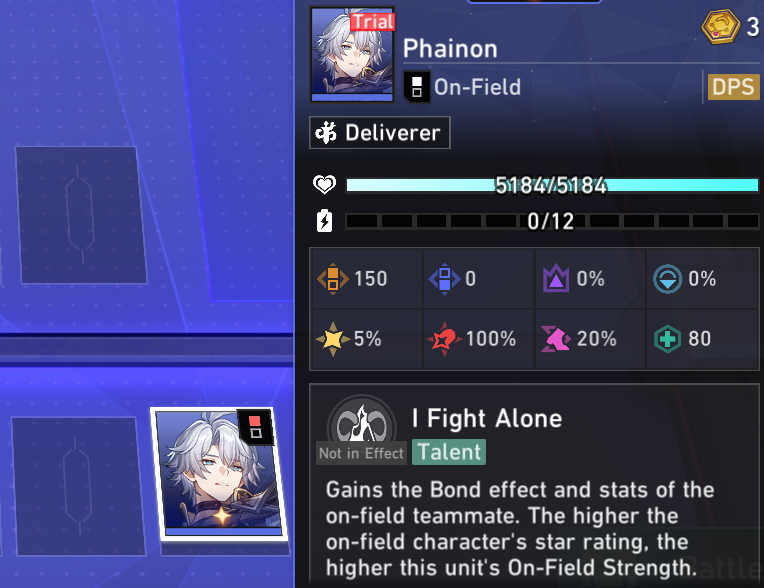 Trial
Phainon
3
On-Field
DPS
Deliverer
5184/5184
0/12
150
0
0%
0%
5%
100%
20%
80
I Fight Alone
Not in Effect
Talent
Gains the Bond effect and stats of the
on-field teammate. The higher the
on-field character's star rating, the
higher this unit's On-Field Strength.
Battle